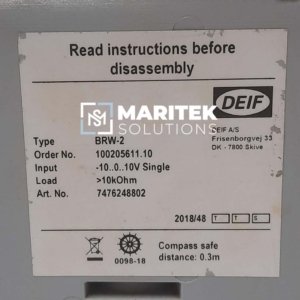 Read instructions before
disassembly
MARITEK
SOLUTIONS
DEIF
DEIF A/S
Frisenborgvej 33
DK - 7800 Skive
Type BRW-2
Order No. 100205611.10
Input -10..0..10V Single
Load >10kOhm
Art. No. 7476248802
2018/48 T T S
0098-18
Compass safe
distance: 0.3m